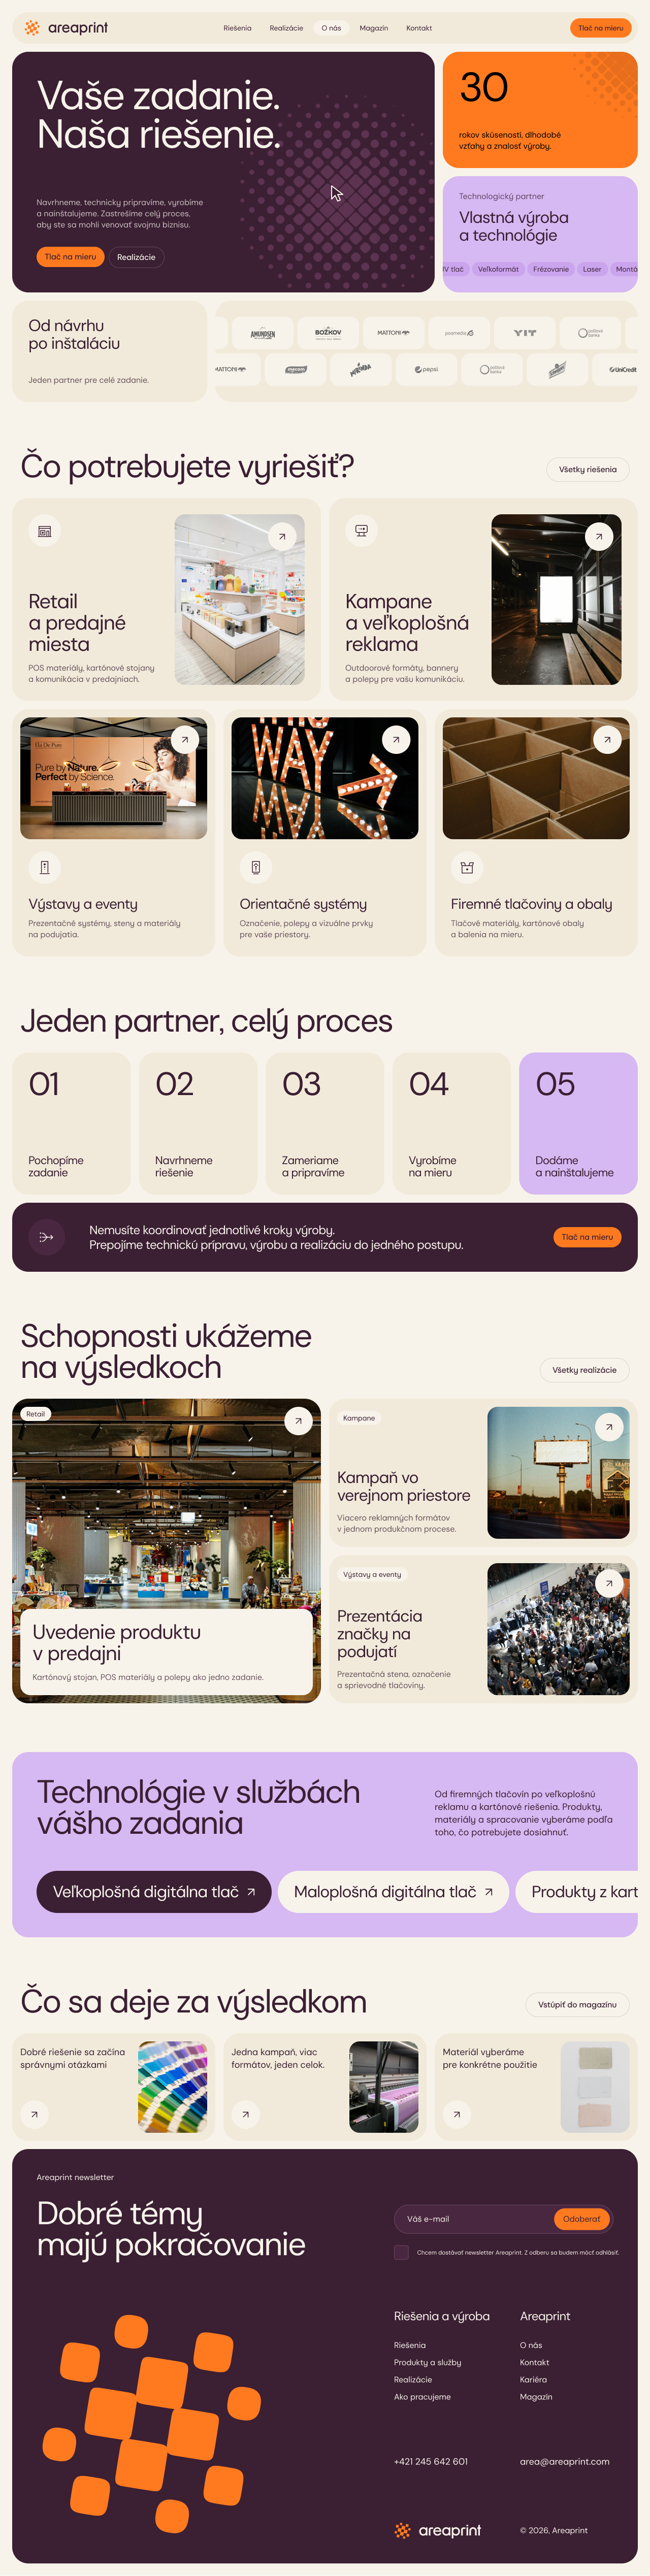 areaprint
Riešenia
Realizácie
O nás
Magazín
Kontakt
Tlač na mieru
Vaše zadanie.
Naša riešenie.
Navrhneme, technicky pripravíme, vyrobíme
a nainštalujeme. Zastrešíme celý proces,
aby ste sa mohli venovať svojmu biznisu.
Tlač na mieru
Realizácie
30
rokov skúseností, dlhodobé
vzťahy a znalosť výroby.
Technologický partner
Vlastná výroba
a technológie
UV tlač
Veľkoformát
Frézovanie
Laser
Montá
Od návrhu
po inštaláciu
Jeden partner pre celé zadanie.
AMUNDSEN
BOŽKOV
MATTONI
VIT
poštová
banka
MATTONI
MIRINDA
pepsi
poštová
banka
UniCredit
Čo potrebujete vyriešiť?
Všetky riešenia
Retail
a predajné
miesta
POS materiály, kartónové stojany
a komunikácia v predajniach.
Kampane
a veľkoplošná
reklama
Outdoorové formáty, bannery
a polepy pre vašu komunikáciu.
Pure by Nature.
Perfect by Science.
WAY
Výstavy a eventy
Prezentačné systémy, steny a materiály
na podujatia.
Orientačné systémy
Označenie, polepy a vizuálne prvky
pre vaše priestory.
Firemné tlačoviny a obaly
Tlačové materiály, kartónové obaly
a balenia na mieru.
Jeden partner, celý proces
01
Pochopíme
zadanie
02
Navrhneme
riešenie
03
Zameriame
a pripravíme
04
Vyrobíme
na mieru
05
Dodáme
a nainštalujeme
Nemusíte koordinovať jednotlivé kroky výroby.
Prepojíme technickú prípravu, výrobu a realizáciu do jedného postupu.
Tlač na mieru
Schopnosti ukážeme
na výsledkoch
Všetky realizácie
Retail
Uvedenie produktu
v predajni
Kartónový stojan, POS materiály a polepy ako jedno zadanie.
Kampane
Kampaň vo
verejnom priestore
Viacero reklamných formátov
v jednom produkčnom procese.
Výstavy a eventy
Prezentácia
značky na
podujatí
Prezentačná stena, označenie
a sprievodné tlačoviny.
Technológie v službách
vášho zadania
Od firemných tlačovín po veľkoplošnú
reklamu a kartónové riešenia. Produkty,
materiály a spracovanie vyberáme podľa
toho, čo potrebujete dosiahnuť.
Veľkoplošná digitálna tlač
Maloplošná digitálna tlač
Produkty z kart
Čo sa deje za výsledkom
Vstúpiť do magazínu
Dobré riešenie sa začína
správnymi otázkami
Jedna kampaň, viac
formátov, jeden celok.
Materiál vyberáme
pre konkrétne použitie
Areaprint newsletter
Dobré témy
majú pokračovanie
Váš e-mail
Odoberať
Chcem dostávať newsletter Areaprint. Z odberu sa budem môcť odhlásiť.
Riešenia a výroba
Riešenia
Produkty a služby
Realizácie
Ako pracujeme
Areaprint
O nás
Kontakt
Kariéra
Magazín
+421 245 642 601
area@areaprint.com
areaprint
© 2026, Areaprint